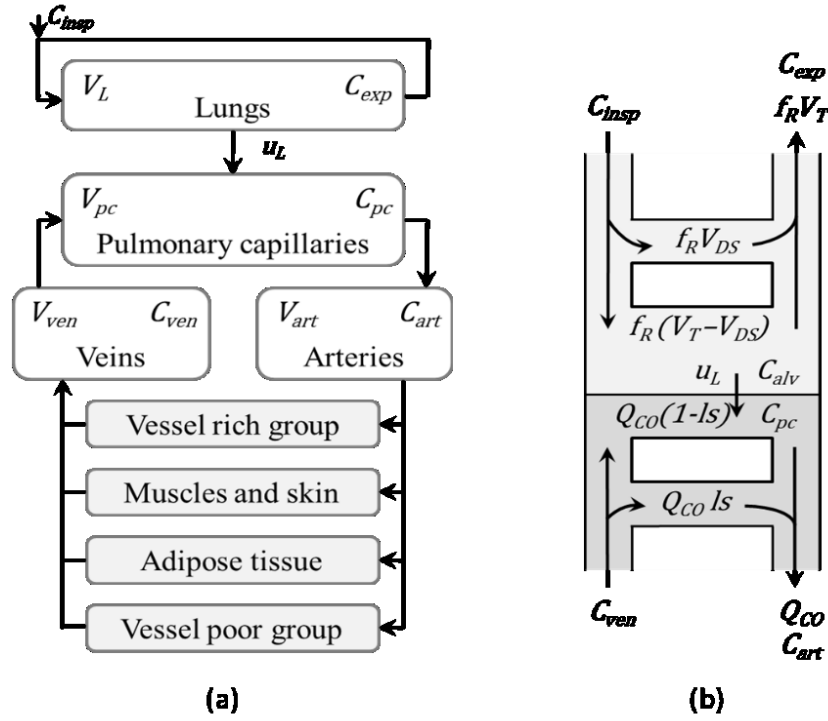 C_insp
V_L C_exp
Lungs
u_L
V_pc C_pc
Pulmonary capillaries
V_ven C_ven
Veins
V_art C_art
Arteries
Vessel rich group
Muscles and skin
Adipose tissue
Vessel poor group
(a)
C_exp
C_insp f_R V_T
f_R V_DS
f_R (V_T–V_DS)
u_L C_alv
Q_CO(1-ls) C_pc
Q_CO ls
C_ven Q_CO
C_art
(b)